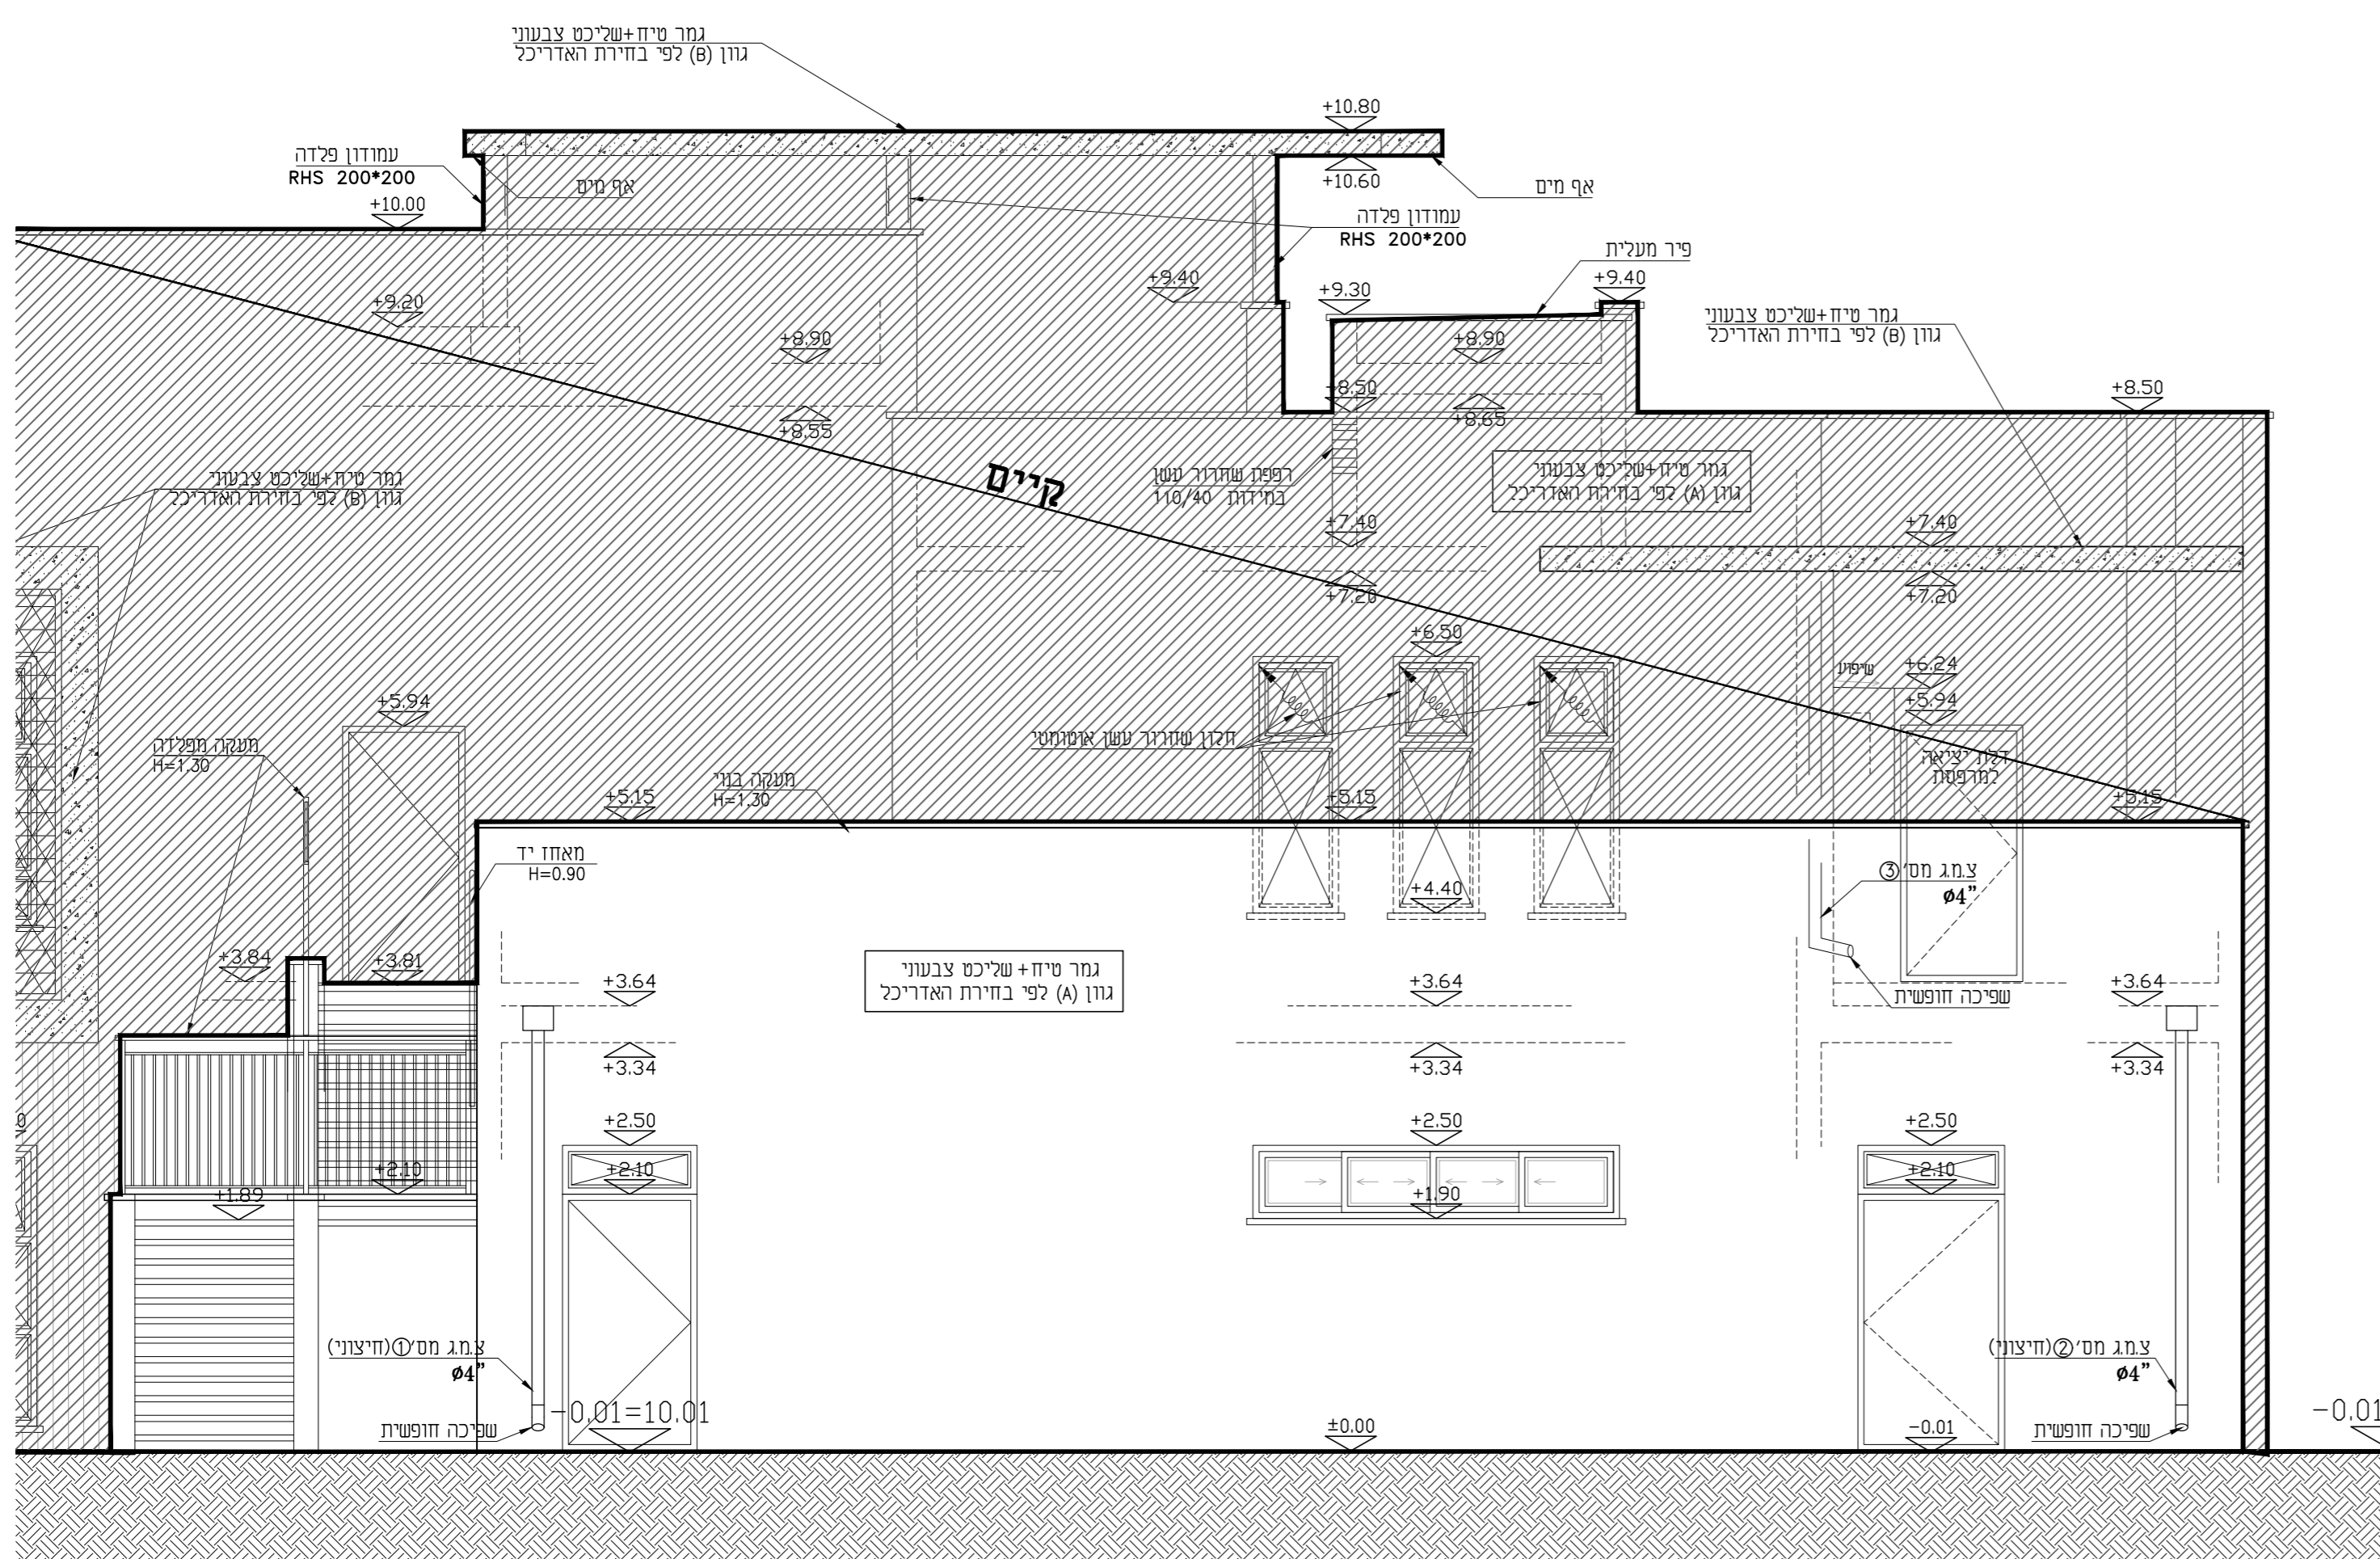 גמר טיח+שליכט צבעוני
גוון (B) לפי בחירת האדריכל
+10.80
עמודון פלדה
RHS 200*200
אף מים
+10.60
אף מים
+10.00
עמודון פלדה
RHS 200*200
פיר מעלית
+9.40
+9.30
+9.40
+9.20
גמר טיח+שליכט צבעוני
גוון (B) לפי בחירת האדריכל
+8.90
+8.90
+8.50
+8.50
+8.55
+8.65
קיים
גמר טיח+שליכט צבעוני
גוון (B) לפי בחירת האדריכל
רפפת שחרור עשן
במידות 110/40
גמר טיח+שליכט צבעוני
גוון (A) לפי בחירת האדריכל
+7.40
+7.40
+7.20
+7.20
+6.50
שיפוע
+6.24
+5.94
+5.94
חלון שחרור עשן אוטומטי
מעקה מפלדה
H=1.30
דלת יציאה
למרפסת
מעקה בנוי
H=1.30
+5.15
+5.15
+5.15
מאחז יד
H=0.90
צ.מ.ג מס' ③
ø4"
+4.40
+3.84
+3.81
גמר טיח+שליכט צבעוני
גוון (A) לפי בחירת האדריכל
+3.64
+3.64
שפיכה חופשית
+3.64
+3.34
+3.34
+3.34
0
+2.50
+2.50
+2.50
+2.10
+2.10
+2.10
+1.89
+1.90
צ.מ.ג מס' ①(חיצוני)
ø4"
צ.מ.ג מס' ②(חיצוני)
ø4"
-0.01=10.01
שפיכה חופשית
±0.00
-0.01
שפיכה חופשית
-0.01